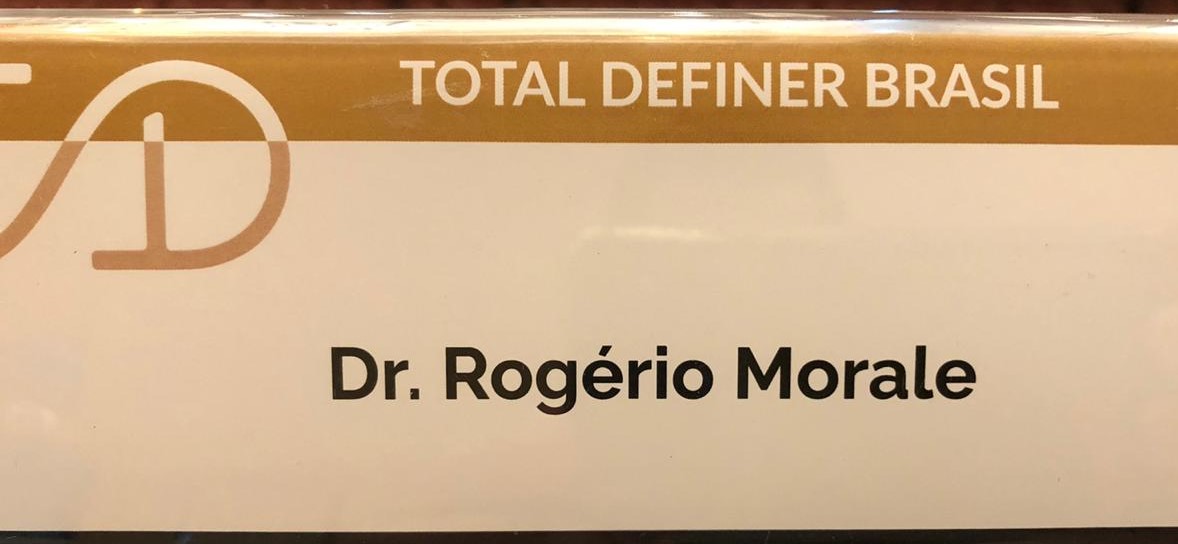 TOTAL DEFINER BRASIL
Dr. Rogério Morale